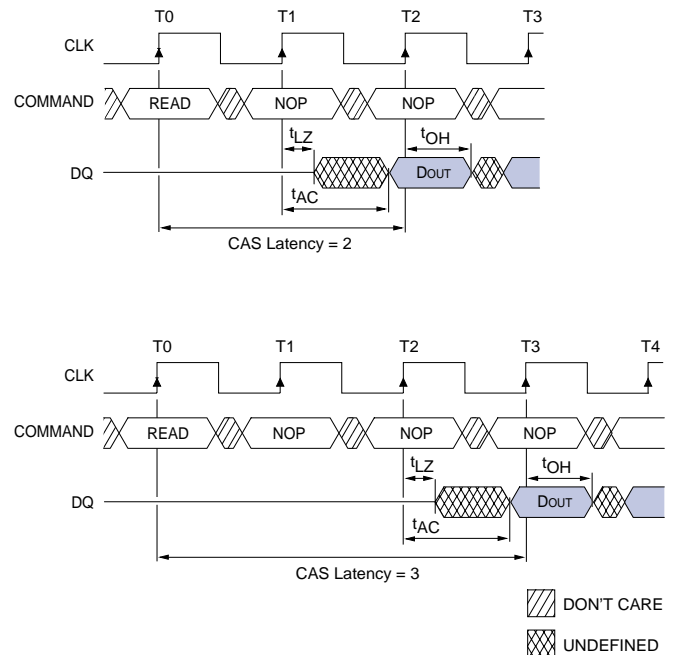 T0 T1 T2 T3
CLK
COMMAND READ NOP NOP
tLZ tOH
DQ DOUT
tAC
CAS Latency = 2
T0 T1 T2 T3 T4
CLK
COMMAND READ NOP NOP NOP
tLZ tOH
DQ DOUT
tAC
CAS Latency = 3
DON'T CARE
UNDEFINED